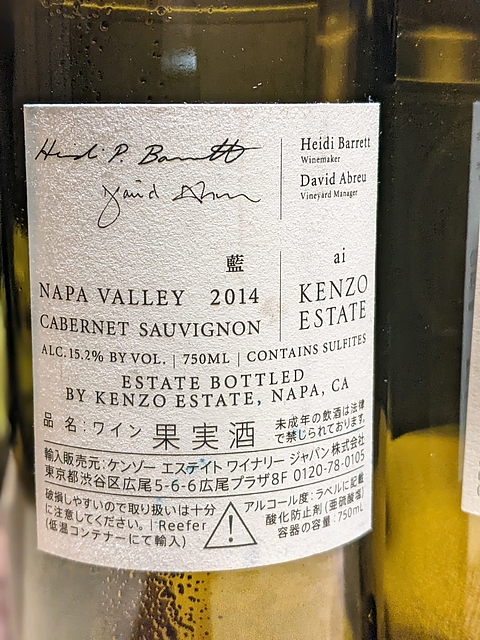 Heidi P. Barrett
David Abreu
Heidi Barrett
Winemaker
David Abreu
Vineyard Manager
藍
ai
NAPA VALLEY 2014
CABERNET SAUVIGNON
KENZO
ESTATE
ALC.15.2% BY VOL. | 750ML | CONTAINS SULFITES
ESTATE BOTTLED
BY KENZO ESTATE, NAPA, CA
品 名:ワイン 果実酒 未成年の飲酒は法律
で禁じられております。
輸入販売元:ケンゾー エステイト ワイナリー ジャパン株式会社
東京都渋谷区広尾5-6-6広尾プラザ8F 0120-78-0105
破損しやすいので取り扱いは十分
に注意してください。| Reefer
(低温コンテナーにて輸入)
アルコール度:ラベルに記載
酸化防止剤(亜硫酸塩)
容器の容量:750mL